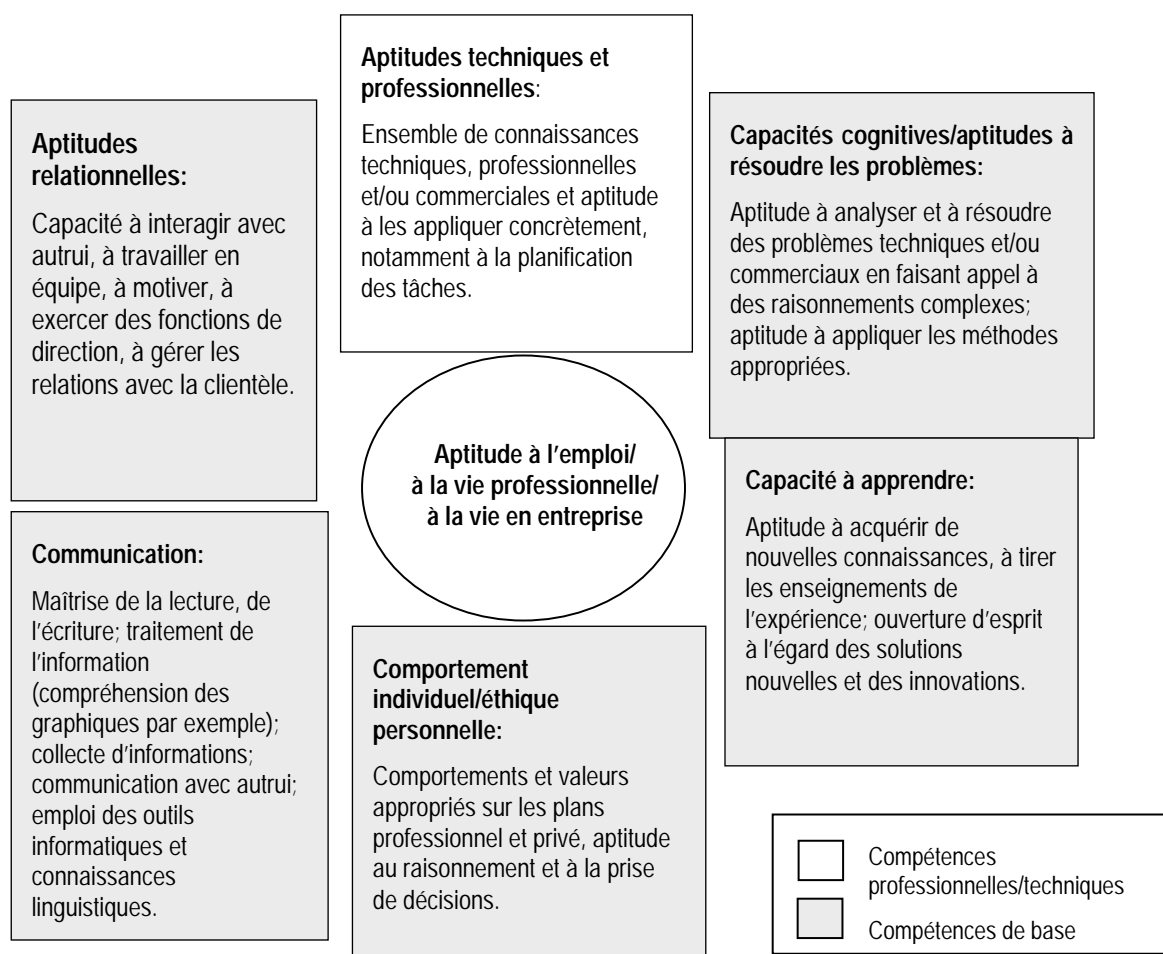 Aptitudes techniques et
professionnelles:
Ensemble de connaissances
techniques, professionnelles
et/ou commerciales et aptitude
à les appliquer concrètement,
notamment à la planification
des tâches.
Aptitudes
relationnelles:
Capacité à interagir avec
autrui, à travailler en
équipe, à motiver, à
exercer des fonctions de
direction, à gérer les
relations avec la clientèle.
Capacités cognitives/aptitudes à
résoudre les problèmes:
Aptitude à analyser et à résoudre
des problèmes techniques et/ou
commerciaux en faisant appel à
des raisonnements complexes;
aptitude à appliquer les méthodes
appropriées.
Aptitude à l'emploi/
à la vie professionnelle/
à la vie en entreprise
Capacité à apprendre:
Aptitude à acquérir de
nouvelles connaissances, à tirer
les enseignements de
l'expérience; ouverture d'esprit
à l'égard des solutions
nouvelles et des innovations.
Communication:
Maîtrise de la lecture, de
l'écriture; traitement de
l'information
(compréhension des
graphiques par exemple);
collecte d'informations;
communication avec autrui;
emploi des outils
informatiques et
connaissances
linguistiques.
Comportement
individuel/éthique
personnelle:
Comportements et valeurs
appropriés sur les plans
professionnel et privé, aptitude
au raisonnement et à la prise
de décisions.
Compétences
professionnelles/techniques
Compétences de base